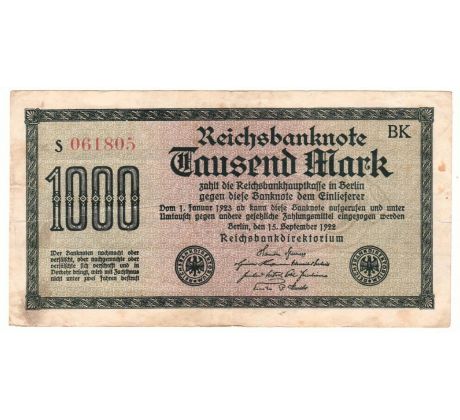 Reichsbanknote
BK
S 061805
Tausend Mark
1000
zahlt die Reichsbankhauptkasse in Berlin
gegen diese Banknote dem Einlieferer
Vom 1. Januar 1923 ab kann diese Banknote aufgerufen und unter
Umtausch gegen andere gesetzliche Zahlungsmittel eingezogen werden
Berlin, den 15. September 1922
Reichsbankdirektorium
Wer Banknoten nachmacht oder
verfälscht, oder nachgemachte oder
verfälschte sich verschafft und in
Verkehr bringt, wird mit Zuchthaus
nicht unter zwei Jahren bestraft